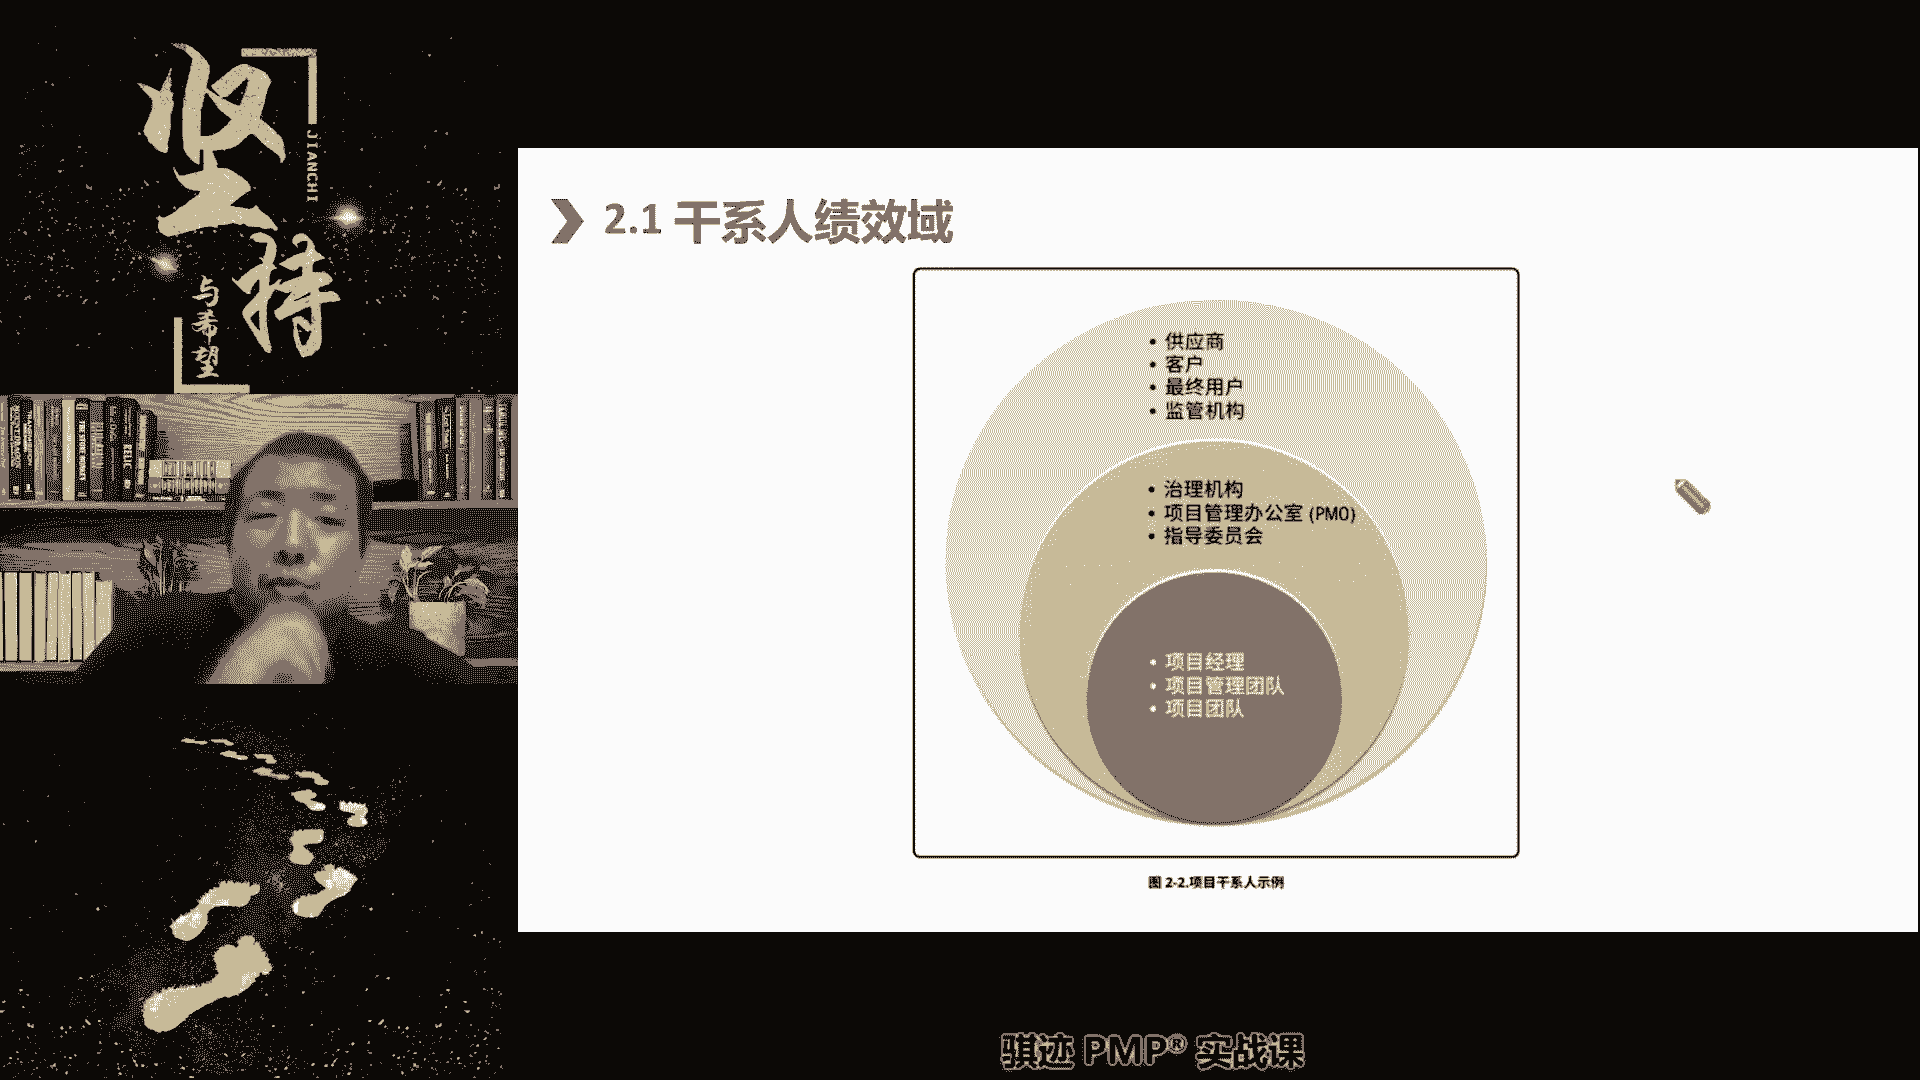 坚持
JIANCHI
与希望
2.1 干系人绩效域
• 供应商
• 客户
• 最终用户
• 监管机构
• 治理机构
• 项目管理办公室 (PMO)
• 指导委员会
• 项目经理
• 项目管理团队
• 项目团队
图 2-2.项目干系人示例
骐迹 PMP® 实战课